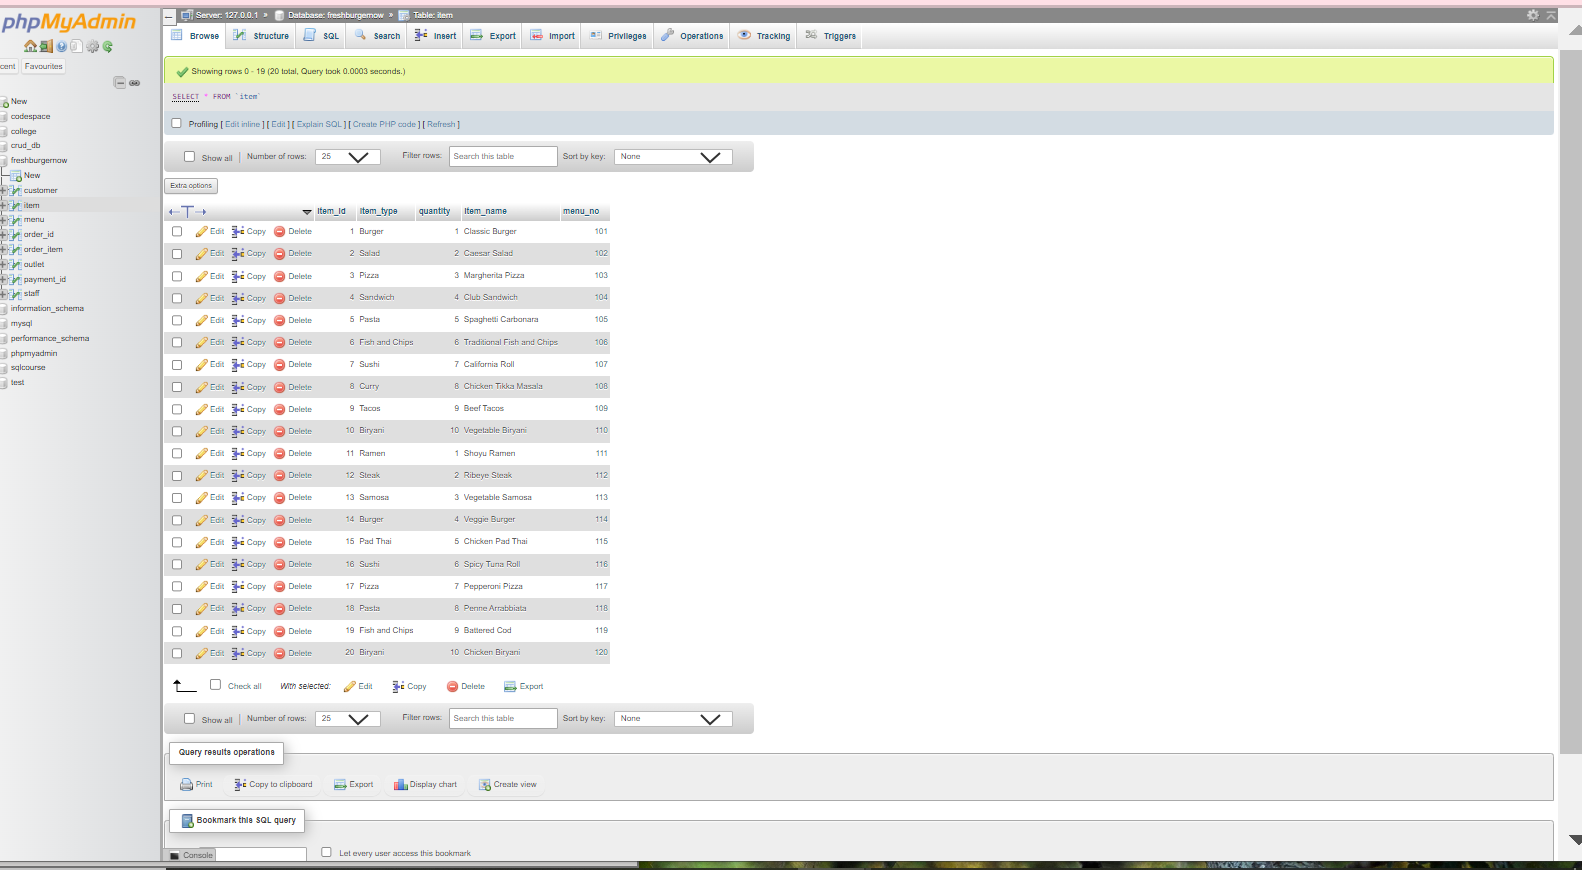 phpMyAdmin
cent Favourites
New
codespace
college
crud_db
freshburgernow
New
customer
item
menu
order_id
order_item
outlet
payment_id
staff
information_schema
mysql
performance_schema
phpmyadmin
sqlcourse
test
Server: 127.0.0.1 » Database: freshburgernow » Table: item
Browse Structure SQL Search Insert Export Import Privileges Operations Tracking Triggers
Showing rows 0 - 19 (20 total, Query took 0.0003 seconds.)
SELECT * FROM `item`
Profiling [ Edit inline ] [ Edit ] [ Explain SQL ] [ Create PHP code ] [ Refresh ]
Show all | Number of rows: 25 Filter rows: Search this table Sort by key: None
Extra options
item_id item_type quantity item_name menu_no
Edit Copy Delete 1 Burger 1 Classic Burger 101
Edit Copy Delete 2 Salad 2 Caesar Salad 102
Edit Copy Delete 3 Pizza 3 Margherita Pizza 103
Edit Copy Delete 4 Sandwich 4 Club Sandwich 104
Edit Copy Delete 5 Pasta 5 Spaghetti Carbonara 105
Edit Copy Delete 6 Fish and Chips 6 Traditional Fish and Chips 106
Edit Copy Delete 7 Sushi 7 California Roll 107
Edit Copy Delete 8 Curry 8 Chicken Tikka Masala 108
Edit Copy Delete 9 Tacos 9 Beef Tacos 109
Edit Copy Delete 10 Biryani 10 Vegetable Biryani 110
Edit Copy Delete 11 Ramen 1 Shoyu Ramen 111
Edit Copy Delete 12 Steak 2 Ribeye Steak 112
Edit Copy Delete 13 Samosa 3 Vegetable Samosa 113
Edit Copy Delete 14 Burger 4 Veggie Burger 114
Edit Copy Delete 15 Pad Thai 5 Chicken Pad Thai 115
Edit Copy Delete 16 Sushi 6 Spicy Tuna Roll 116
Edit Copy Delete 17 Pizza 7 Pepperoni Pizza 117
Edit Copy Delete 18 Pasta 8 Penne Arrabbiata 118
Edit Copy Delete 19 Fish and Chips 9 Battered Cod 119
Edit Copy Delete 20 Biryani 10 Chicken Biryani 120
Check all With selected: Edit Copy Delete Export
Show all | Number of rows: 25 Filter rows: Search this table Sort by key: None
Query results operations
Print Copy to clipboard Export Display chart Create view
Bookmark this SQL query
Console Let every user access this bookmark